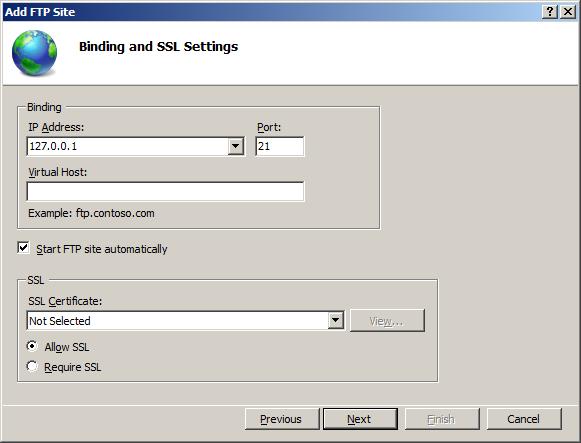 Add FTP Site
Binding and SSL Settings
Binding
IP Address: Port:
127.0.0.1 21
Virtual Host:
Example: ftp.contoso.com
Start FTP site automatically
SSL
SSL Certificate:
Not Selected View...
Allow SSL
Require SSL
Previous Next Finish Cancel